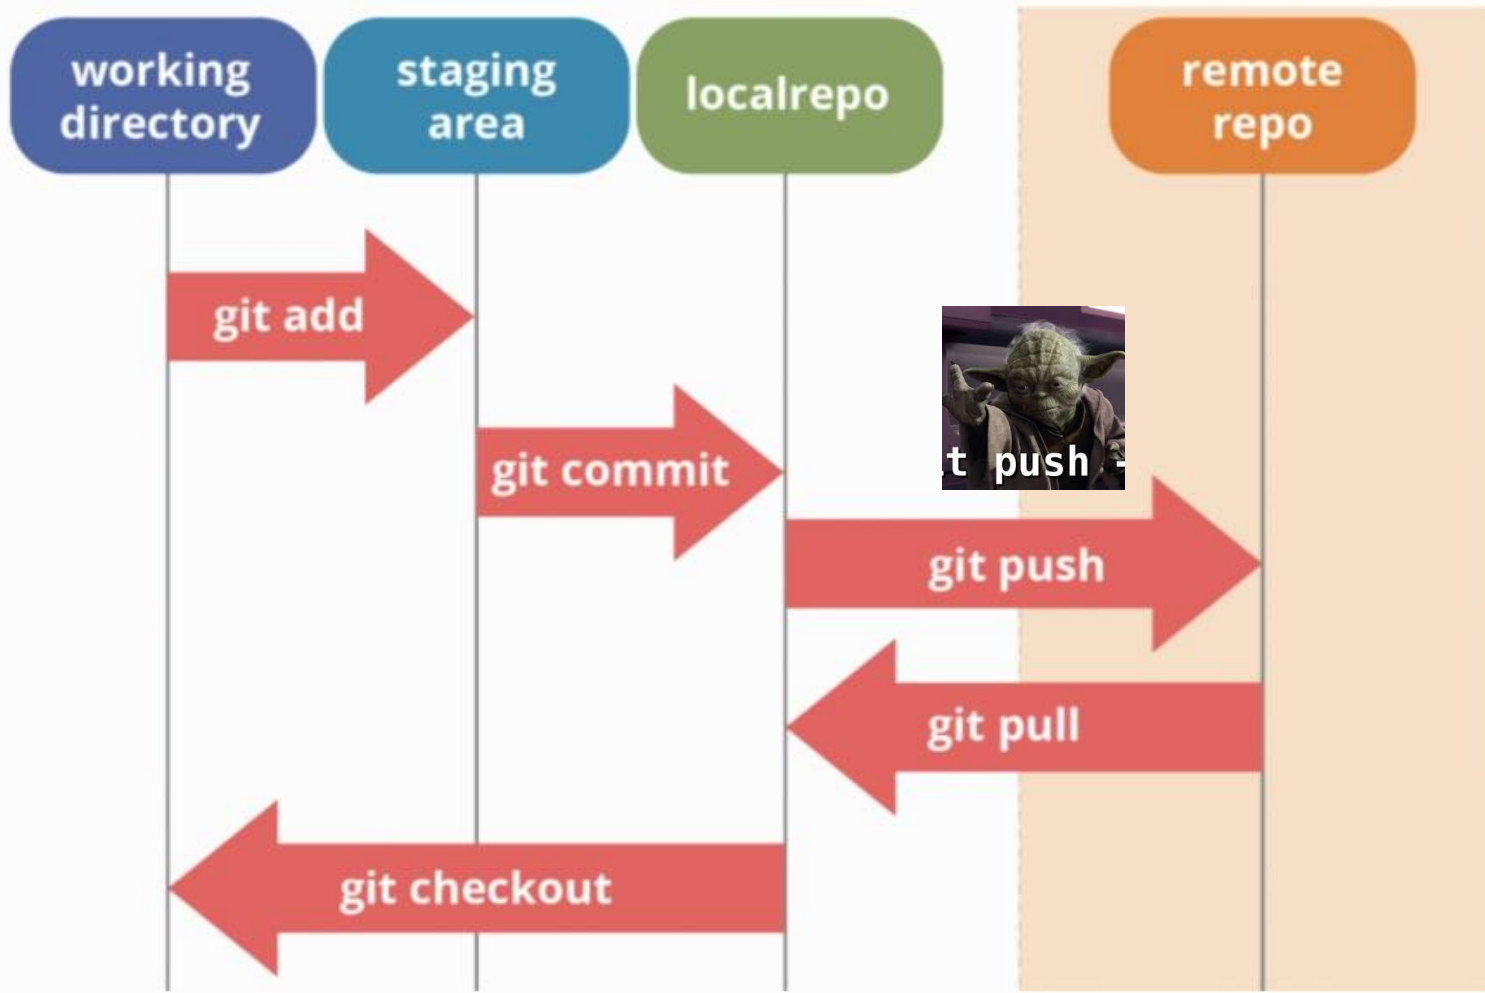 working
directory
staging
area
localrepo
remote
repo
git add
git commit
t push -
git push
git pull
git checkout